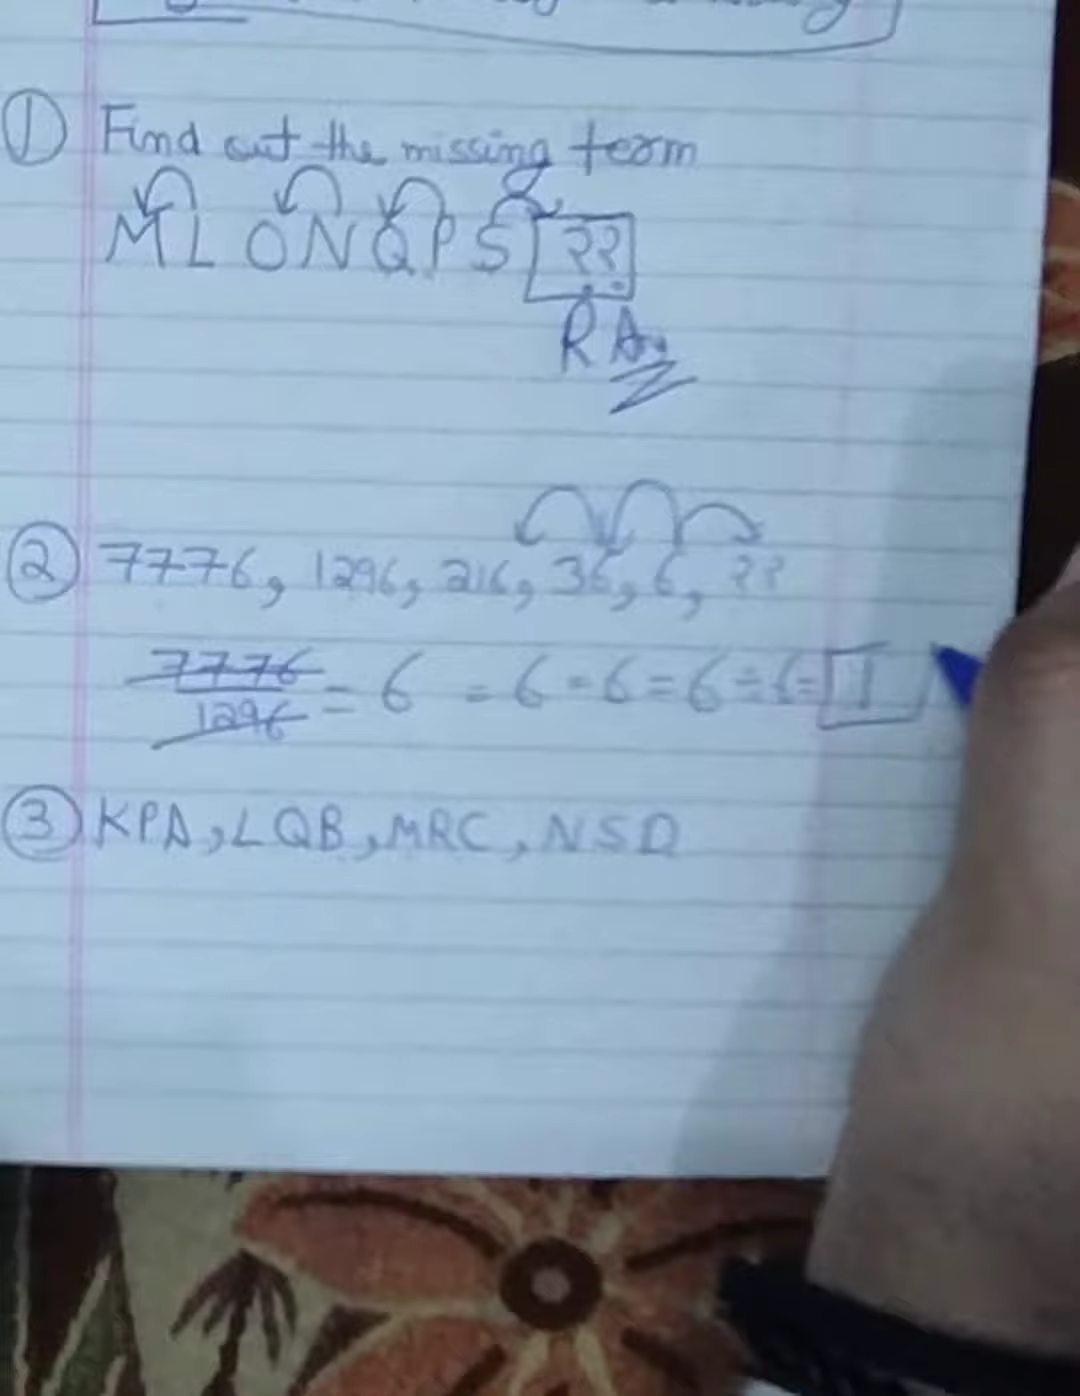 ① Find out the missing term
M L O N Q P S ??
R Ans
② 7776, 1296, 216, 36, 6, ??
7776/1296 = 6 = 6 - 6 = 6 ÷ 6 = 1
③ KPA, LQB, MRC, NSD